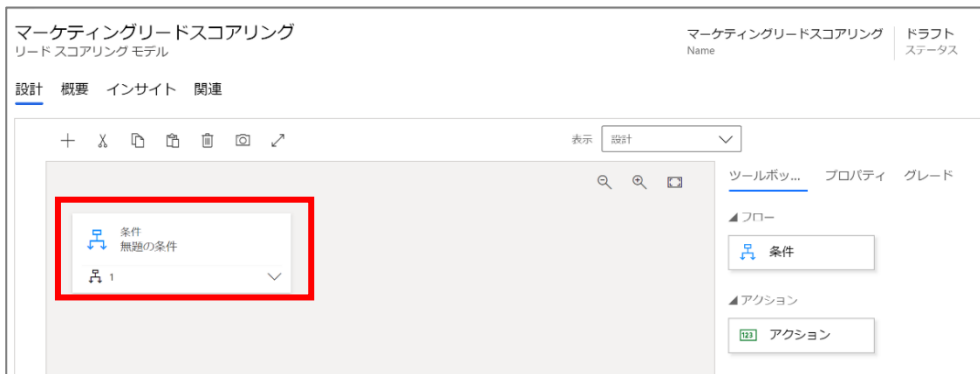 マーケティングリードスコアリング
リード スコアリング モデル
マーケティングリードスコアリング
Name
ドラフト
ステータス
設計 概要 インサイト 関連
表示 設計
ツールボッ... プロパティ グレード
条件
無題の条件
1
フロー
条件
アクション
123 アクション